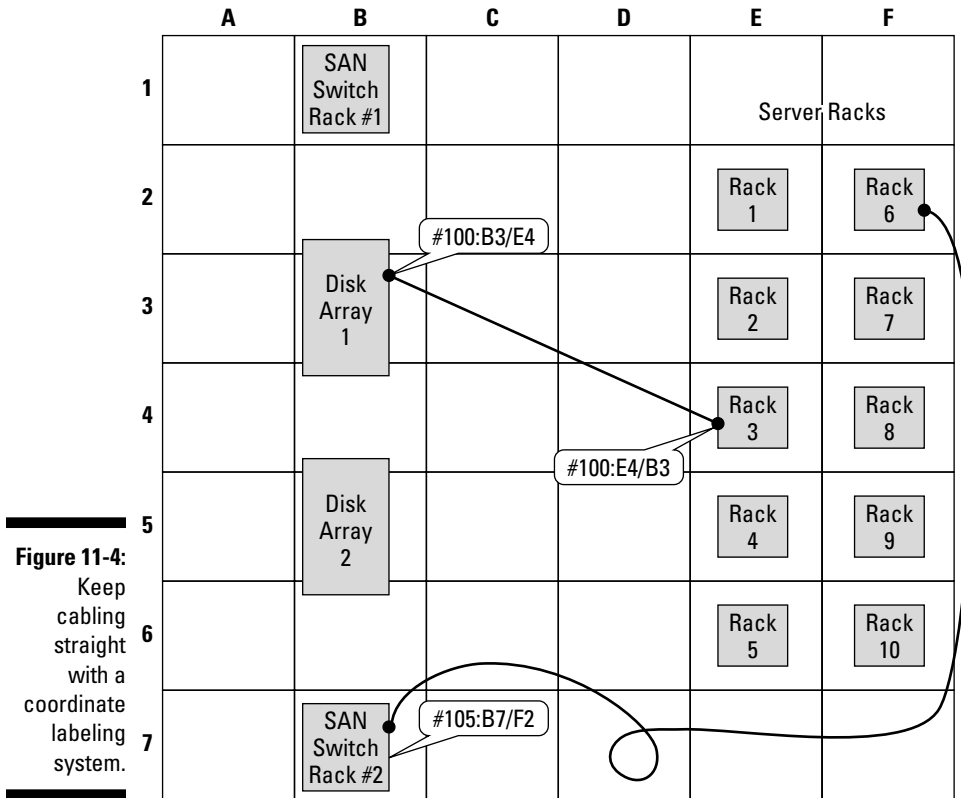 A B C D E F
1
SAN
Switch
Rack #1
Server Racks
2
Rack
1
Rack
6
#100:B3/E4
3
Disk
Array
1
Rack
2
Rack
7
4
Rack
3
Rack
8
#100:E4/B3
5
Disk
Array
2
Rack
4
Rack
9
6
Rack
5
Rack
10
7
SAN
Switch
Rack #2
#105:B7/F2
Figure 11-4:
Keep
cabling
straight
with a
coordinate
labeling
system.